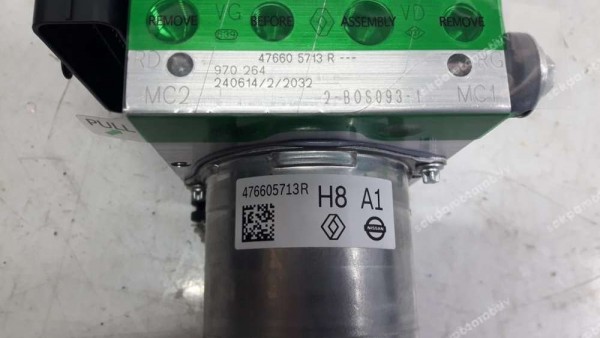 REMOVE VG BEFORE ASSEMBLY VD REMOVE
47660 5713 R ---
RD 970 264 RG
240614/2/2032
MC2 2-BOS093-1 MC1
PULL
476605713R H8 A1
NISSAN